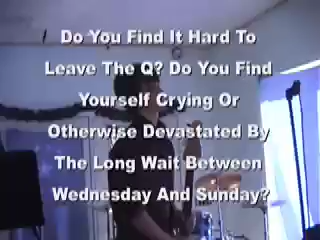 Do You Find It Hard To
Leave The Q? Do You Find
Yourself Crying Or
Otherwise Devastated By
The Long Wait Between
Wednesday And Sunday?